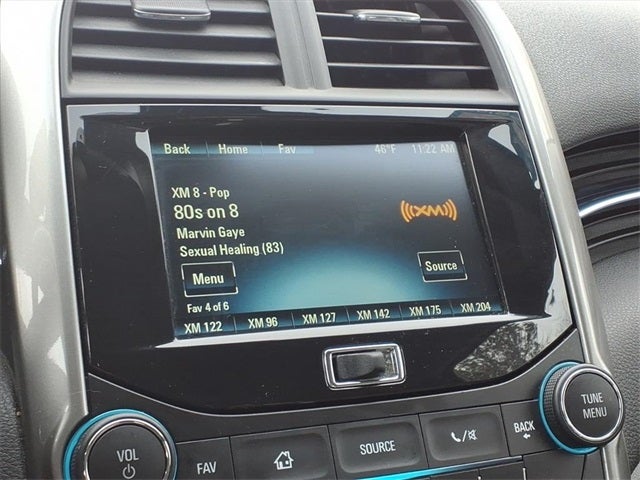 Back Home Fav 46°F 11:22 AM
XM 8 - Pop
80s on 8
((XM))
Marvin Gaye
Sexual Healing (83)
Menu
Source
Fav 4 of 6
XM 122 XM 96 XM 127 XM 142 XM 175 XM 204
VOL
FAV
SOURCE
BACK
TUNE
MENU